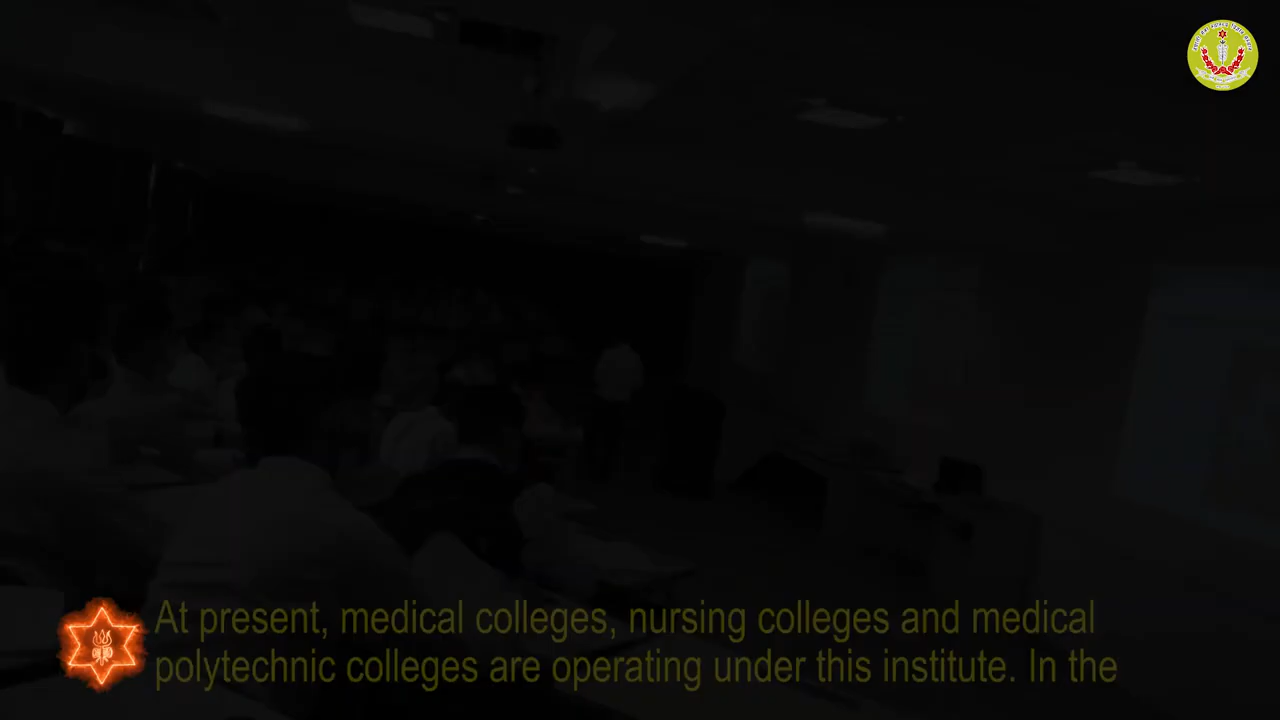 At present, medical colleges, nursing colleges and medical
polytechnic colleges are operating under this institute. In the